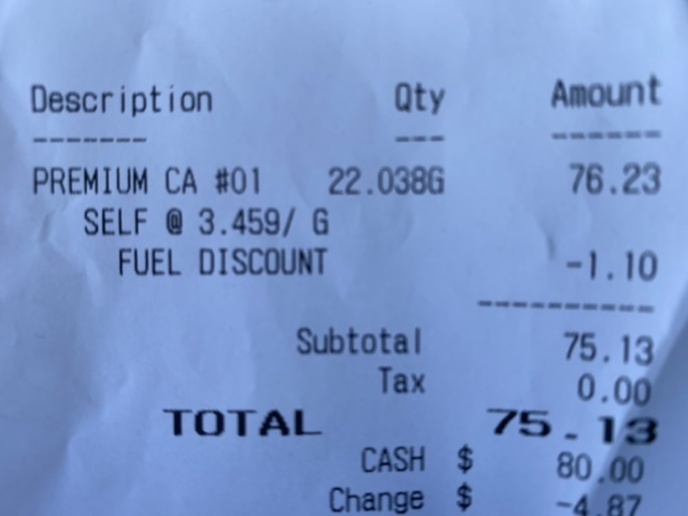 Description Qty Amount
------- --- ------
PREMIUM CA #01 22.038G 76.23
SELF @ 3.459/ G
FUEL DISCOUNT -1.10
----------
Subtotal 75.13
Tax 0.00
TOTAL 75.13
CASH $ 80.00
Change $ -4.87